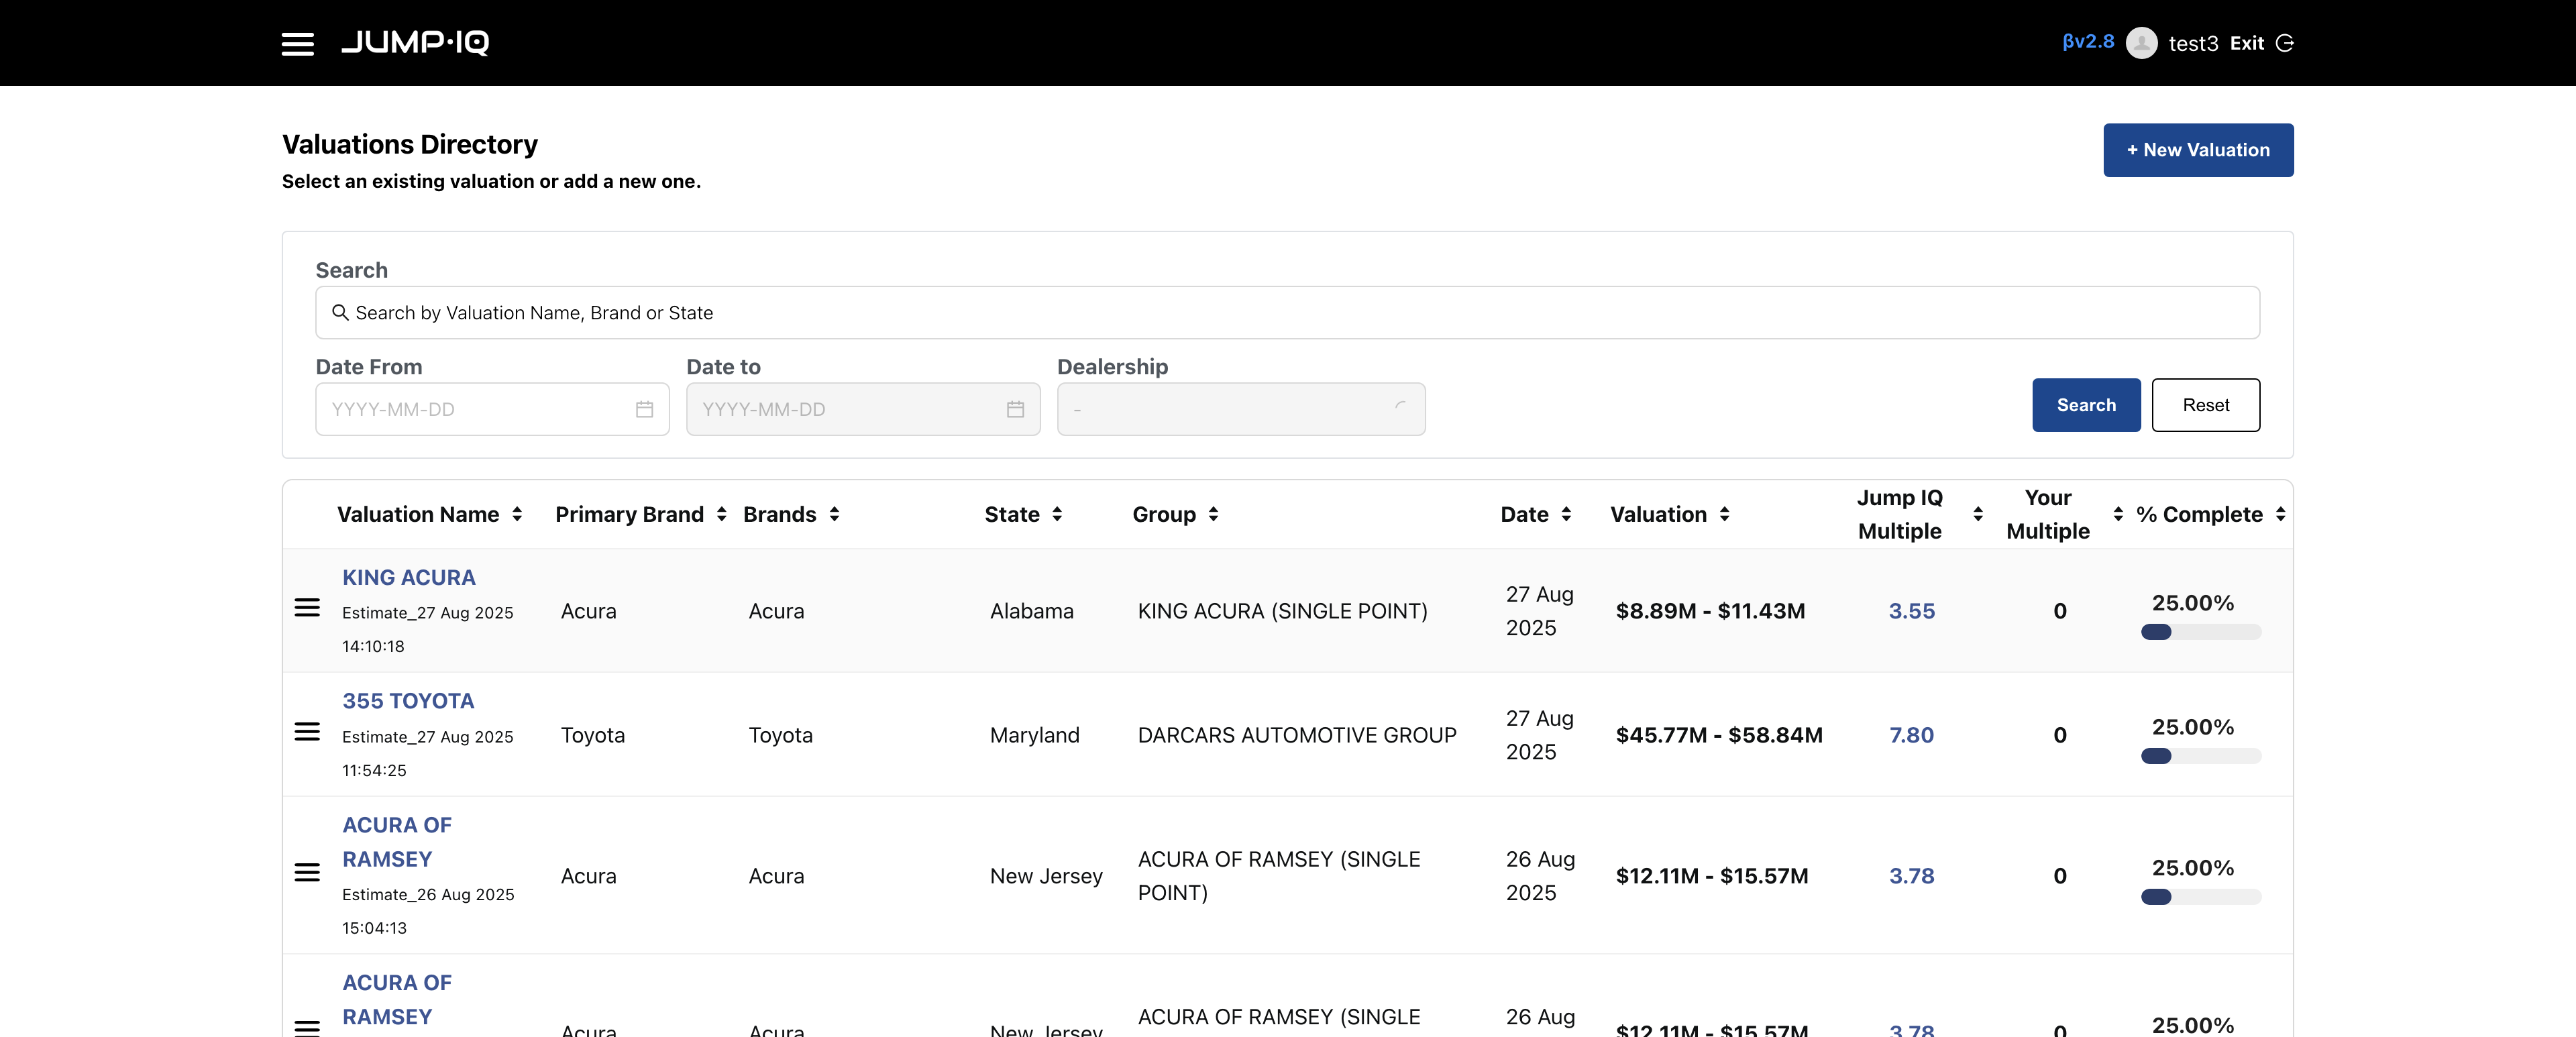 JUMP·IQ
βv2.8 test3 Exit
Valuations Directory
Select an existing valuation or add a new one.
+ New Valuation
Search
Search by Valuation Name, Brand or State
Date From Date to Dealership
YYYY-MM-DD YYYY-MM-DD - Search Reset
Valuation Name Primary Brand Brands State Group Date Valuation Jump IQ Multiple Your Multiple % Complete
KING ACURA
Estimate_27 Aug 2025
14:10:18
Acura Acura Alabama KING ACURA (SINGLE POINT)
27 Aug
2025
$8.89M - $11.43M 3.55 0 25.00%
355 TOYOTA
Estimate_27 Aug 2025
11:54:25
Toyota Toyota Maryland DARCARS AUTOMOTIVE GROUP
27 Aug
2025
$45.77M - $58.84M 7.80 0 25.00%
ACURA OF
RAMSEY
Estimate_26 Aug 2025
15:04:13
Acura Acura New Jersey
ACURA OF RAMSEY (SINGLE
POINT)
26 Aug
2025
$12.11M - $15.57M 3.78 0 25.00%
ACURA OF
RAMSEY
Acura Acura New Jersey
ACURA OF RAMSEY (SINGLE
26 Aug
$12.11M - $15.57M 3.78 0 25.00%